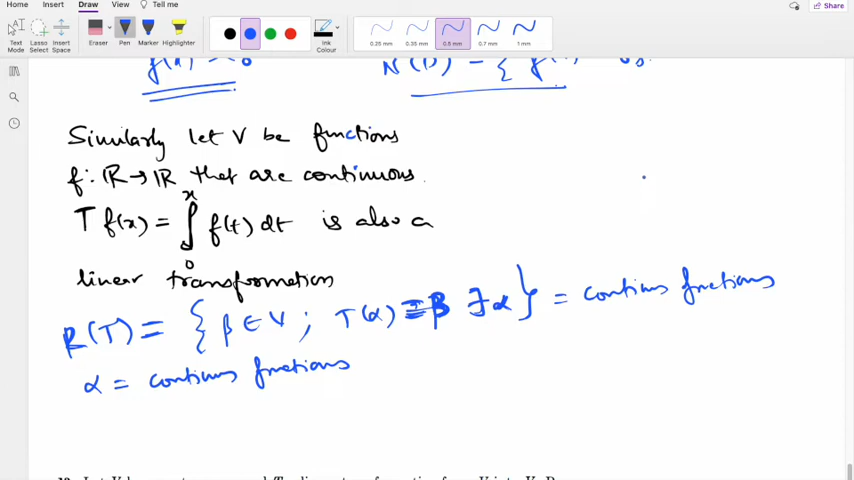 Home Insert Draw View Tell me
Share
Text Mode
Lasso Select
Insert Space
Eraser
Pen
Marker
Highlighter
Ink Colour
0.25 mm
0.35 mm
0.5 mm
0.7 mm
1 mm
Similarly let V be functions
f: ℝ→ℝ that are continuous.
T f(x) = ∫₀ˣ f(t) dt is also a
linear transformation
R(T) = { β ∈ V ; T(α) = β ∃ α } = continus functions
α = continus functions